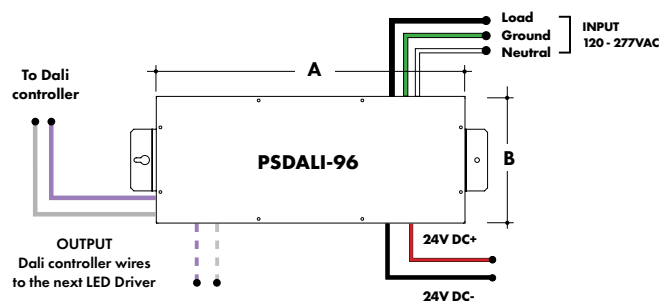 Load
Ground
Neutral
INPUT
120 - 277VAC
To Dali
controller
A
B
PSDALI-96
OUTPUT
Dali controller wires
to the next LED Driver
24V DC+
24V DC-